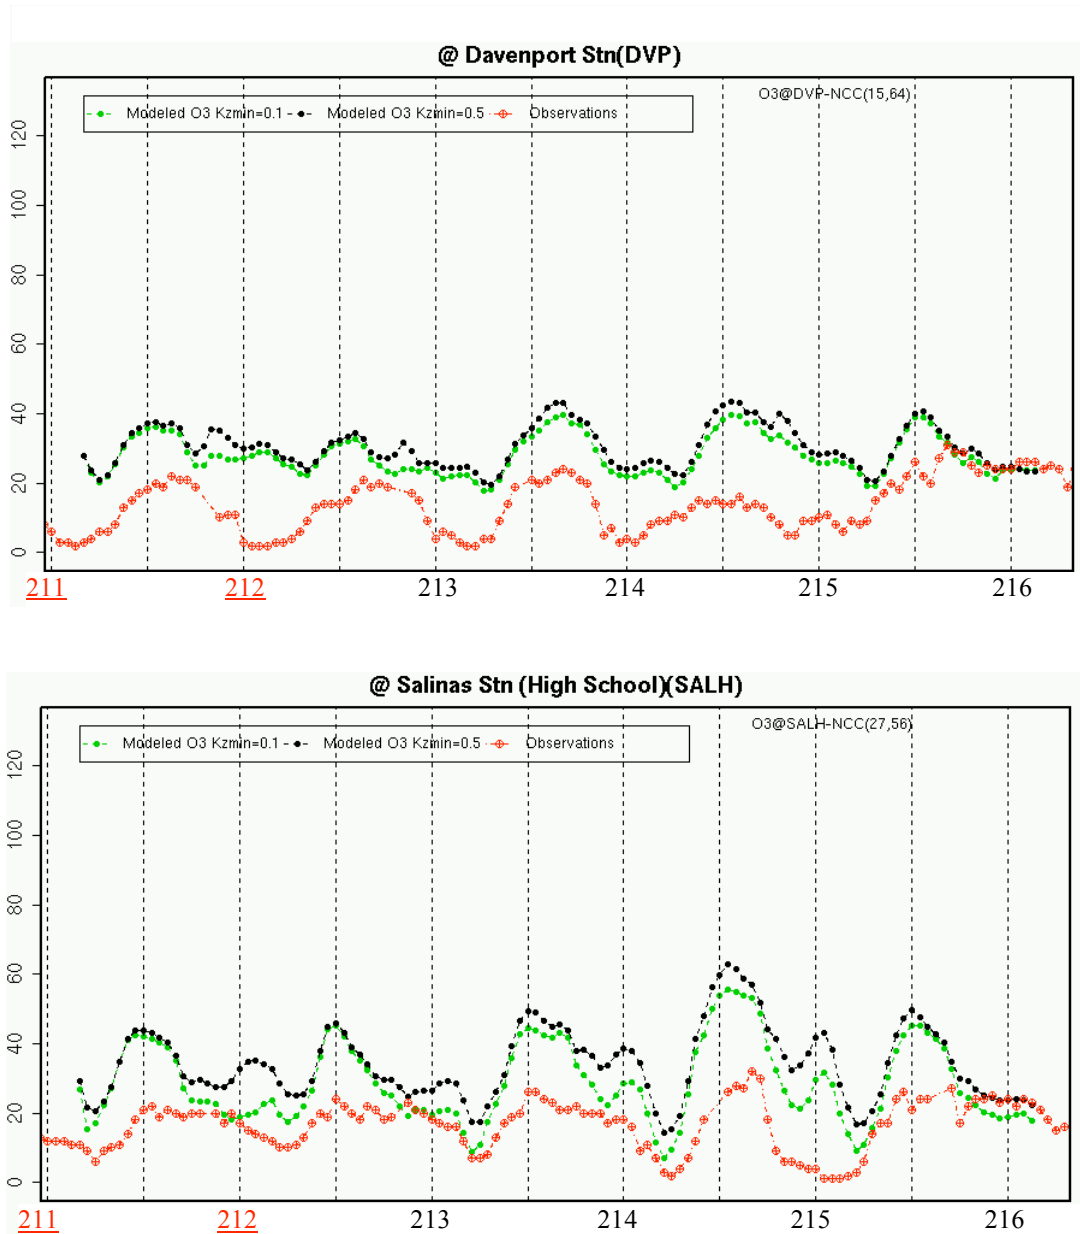 @ Davenport Stn(DVP)
O3@DVP-NCC(15,64)
Modeled O3 Kzmin=0.1 Modeled O3 Kzmin=0.5 Observations
120
100
80
60
40
20
0
211 212 213 214 215 216
@ Salinas Stn (High School)(SALH)
O3@SALH-NCC(27,56)
Modeled O3 Kzmin=0.1 Modeled O3 Kzmin=0.5 Observations
120
100
80
60
40
20
0
211 212 213 214 215 216